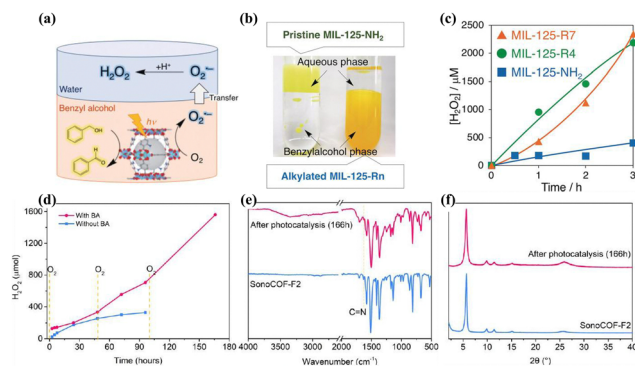 (a)
H2O2
+H+
O2•−
Water
Transfer
Benzyl alcohol
hν
O2•−
OH
O2
O
H
(b)
Pristine MIL-125-NH2
Aqueous phase
Benzylalcohol phase
Alkylated MIL-125-Rn
(c)
2500
2000
1500
1000
500
0
[H2O2] / μM
MIL-125-R7
MIL-125-R4
MIL-125-NH2
0 1 2 3
Time / h
(d)
1600
1200
800
400
0
H2O2 (μmol)
With BA
Without BA
O2 O2 O2
0 20 40 60 80 100 120 140 160 180
Time (hours)
(e)
After photocatalysis (166h)
SonoCOF-F2
C=N
4000 3000 2000 1500 1000 500
Wavenumber (cm-1)
(f)
After photocatalysis (166h)
SonoCOF-F2
5 10 15 20 25 30 35 40
2θ (°)